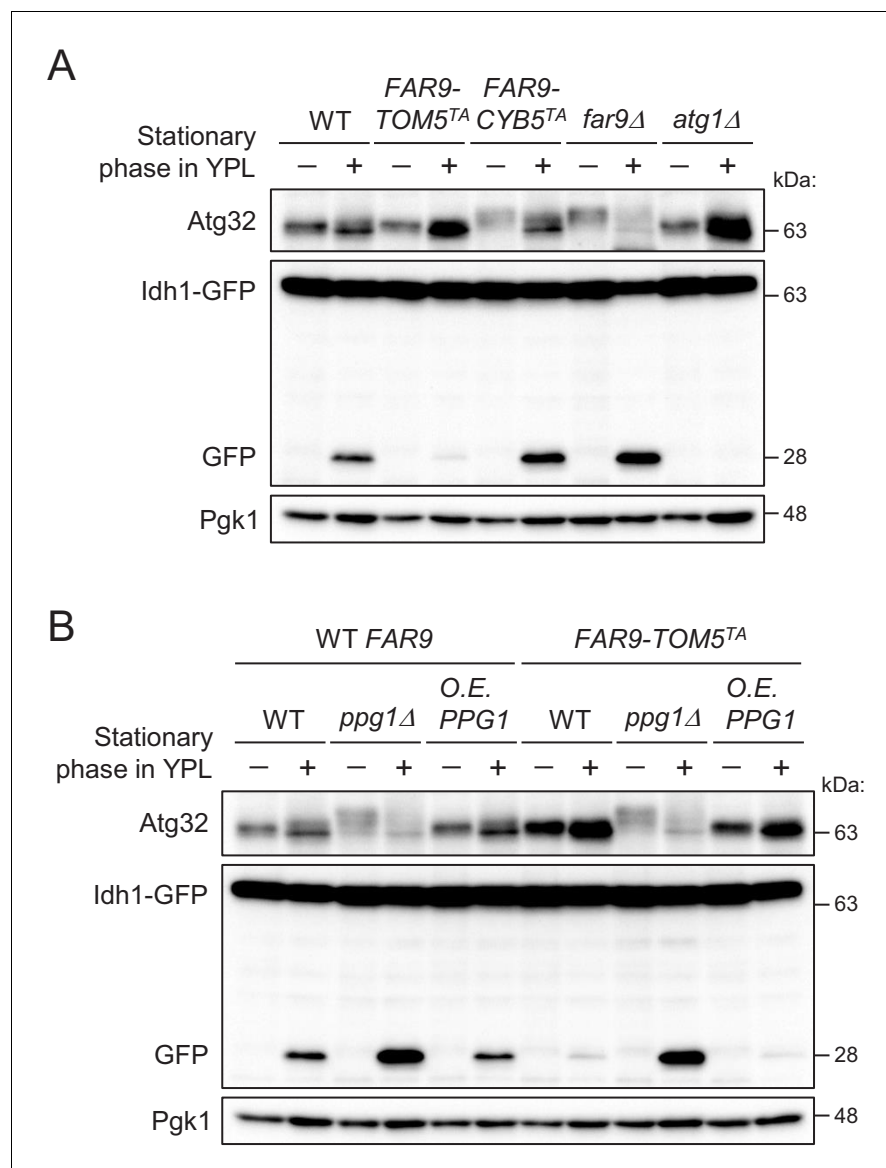 A
FAR9- FAR9-
WT TOM5ᵀᴬ CYB5ᵀᴬ far9Δ atg1Δ
Stationary
phase in YPL – + – + – + – + – + kDa:
Atg32 63
Idh1-GFP 63
GFP 28
Pgk1 48
B
WT FAR9 FAR9-TOM5ᵀᴬ
O.E. O.E.
WT ppg1Δ PPG1 WT ppg1Δ PPG1
Stationary
phase in YPL – + – + – + – + – + – + kDa:
Atg32 63
Idh1-GFP 63
GFP 28
Pgk1 48